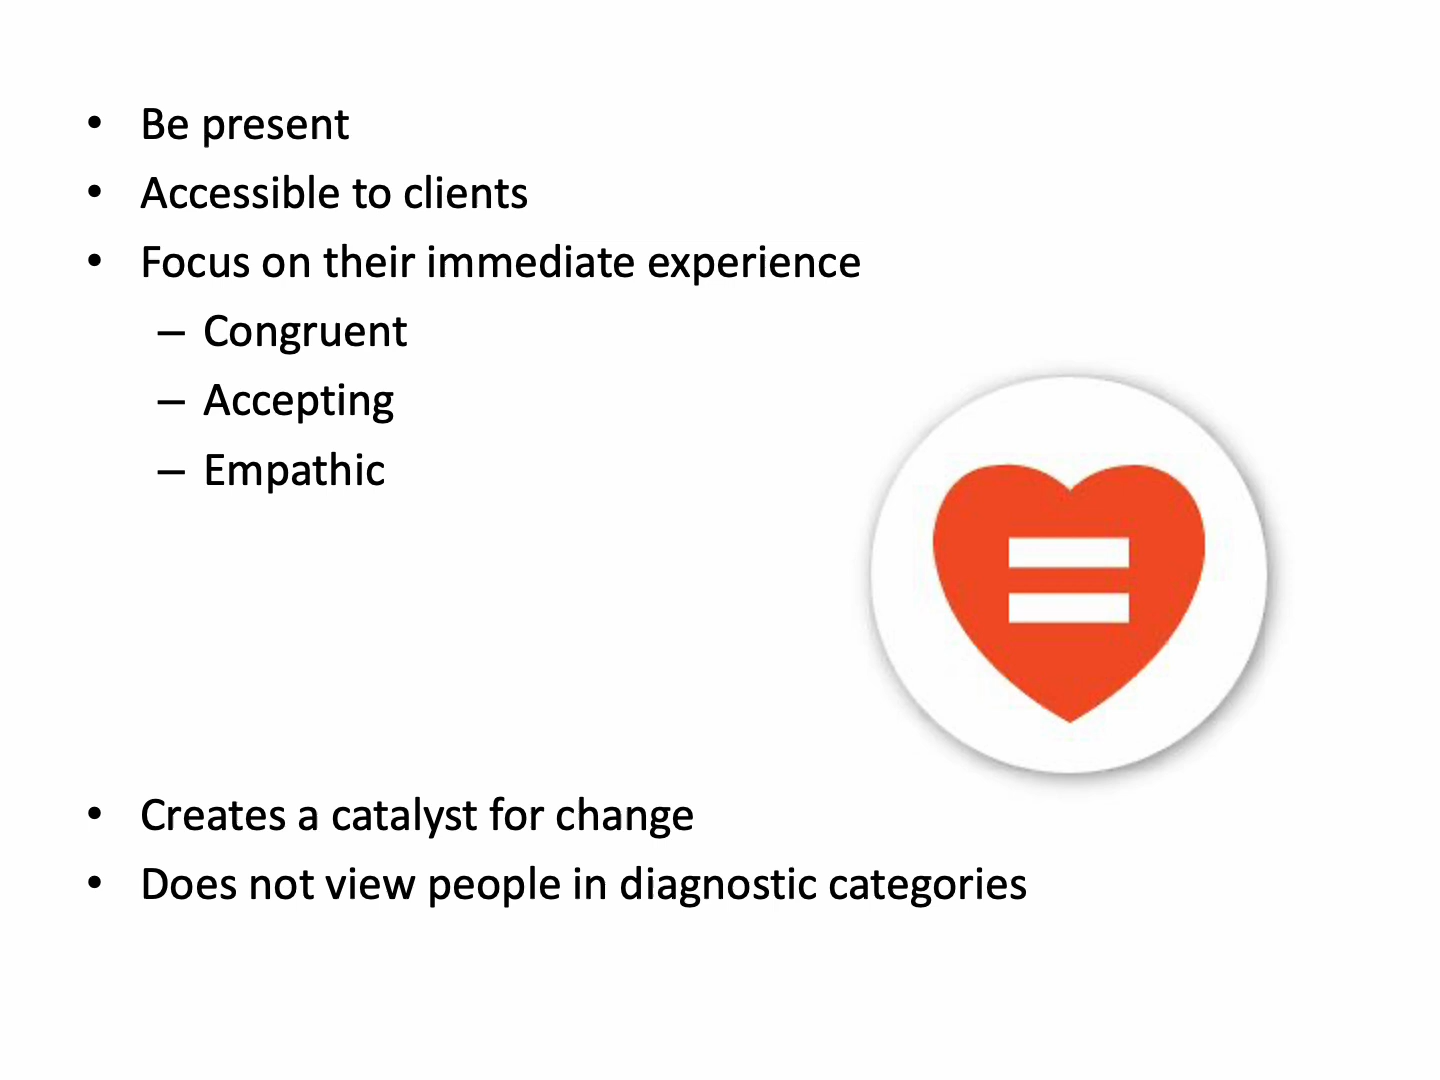 • Be present
• Accessible to clients
• Focus on their immediate experience
– Congruent
– Accepting
– Empathic
• Creates a catalyst for change
• Does not view people in diagnostic categories